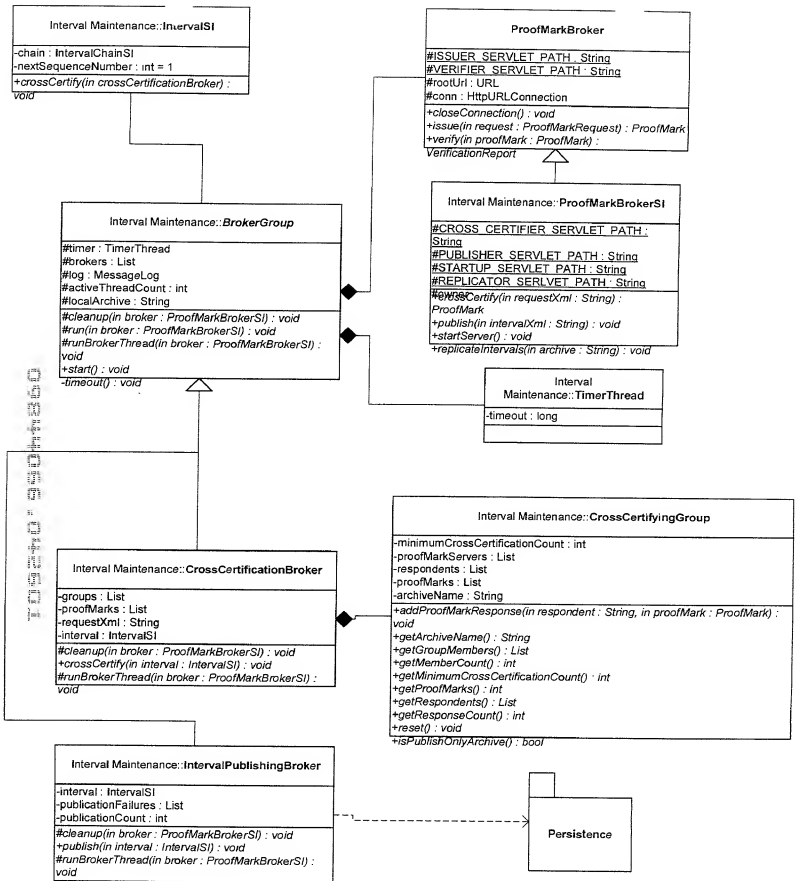 Interval Maintenance::IntervalSI
-chain : IntervalChainSI
-nextSequenceNumber : int = 1
+crossCertify(in crossCertificationBroker) :
void
ProofMarkBroker
#ISSUER_SERVLET_PATH : String
#VERIFIER_SERVLET_PATH : String
#rootUrl : URL
#conn : HttpURLConnection
+closeConnection() : void
+issue(in request : ProofMarkRequest) : ProofMark
+verify(in proofMark : ProofMark) :
VerificationReport
Interval Maintenance::ProofMarkBrokerSI
#CROSS_CERTIFIER_SERVLET_PATH :
String
#PUBLISHER_SERVLET_PATH : String
#STARTUP_SERVLET_PATH : String
#REPLICATOR_SERLVET_PATH : String
#owner
+crossCertify(in requestXml : String) :
ProofMark
+publish(in intervalXml : String) : void
+startServer() : void
+replicateIntervals(in archive : String) : void
Interval Maintenance::BrokerGroup
#timer : TimerThread
#brokers : List
#log : MessageLog
#activeThreadCount : int
#localArchive : String
#cleanup(in broker : ProofMarkBrokerSI) : void
#run(in broker : ProofMarkBrokerSI) : void
#runBrokerThread(in broker : ProofMarkBrokerSI) :
void
+start() : void
-timeout() : void
Interval
Maintenance::TimerThread
-timeout : long
Interval Maintenance::CrossCertifyingGroup
-minimumCrossCertificationCount : int
-proofMarkServers : List
-respondents : List
-proofMarks : List
-archiveName : String
+addProofMarkResponse(in respondent : String, in proofMark : ProofMark) :
void
+getArchiveName() : String
+getGroupMembers() : List
+getMemberCount() : int
+getMinimumCrossCertificationCount() : int
+getProofMarks() : int
+getRespondents() : List
+getResponseCount() : int
+reset() : void
+isPublishOnlyArchive() : bool
Interval Maintenance::CrossCertificationBroker
-groups : List
-proofMarks : List
-requestXml : String
-interval : IntervalSI
#cleanup(in broker : ProofMarkBrokerSI) : void
+crossCertify(in interval : IntervalSI) : void
#runBrokerThread(in broker : ProofMarkBrokerSI) :
void
Interval Maintenance::IntervalPublishingBroker
-interval : IntervalSI
-publicationFailures : List
-publicationCount : int
#cleanup(in broker : ProofMarkBrokerSI) : void
+publish(in interval : IntervalSI) : void
#runBrokerThread(in broker : ProofMarkBrokerSI) :
void
Persistence